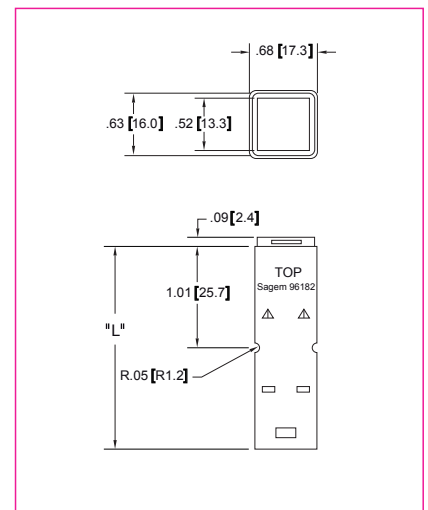 .68 [17.3]
.63 [16.0]
.52 [13.3]
.09 [2.4]
TOP
Sagem 96182
1.01 [25.7]
"L"
R.05 [R1.2]